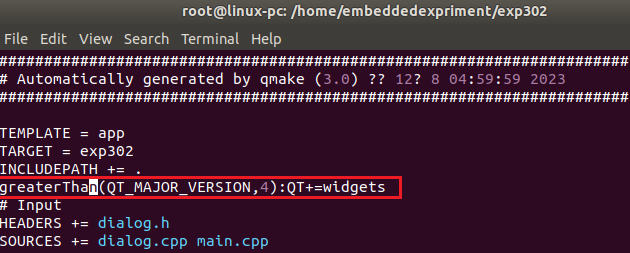 root@linux-pc: /home/embeddedexpriment/exp302
File Edit View Search Terminal Help
######################################################################
# Automatically generated by qmake (3.0) ?? 12? 8 04:59:59 2023
######################################################################
TEMPLATE = app
TARGET = exp302
INCLUDEPATH += .
greaterThan(QT_MAJOR_VERSION,4):QT+=widgets
# Input
HEADERS += dialog.h
SOURCES += dialog.cpp main.cpp